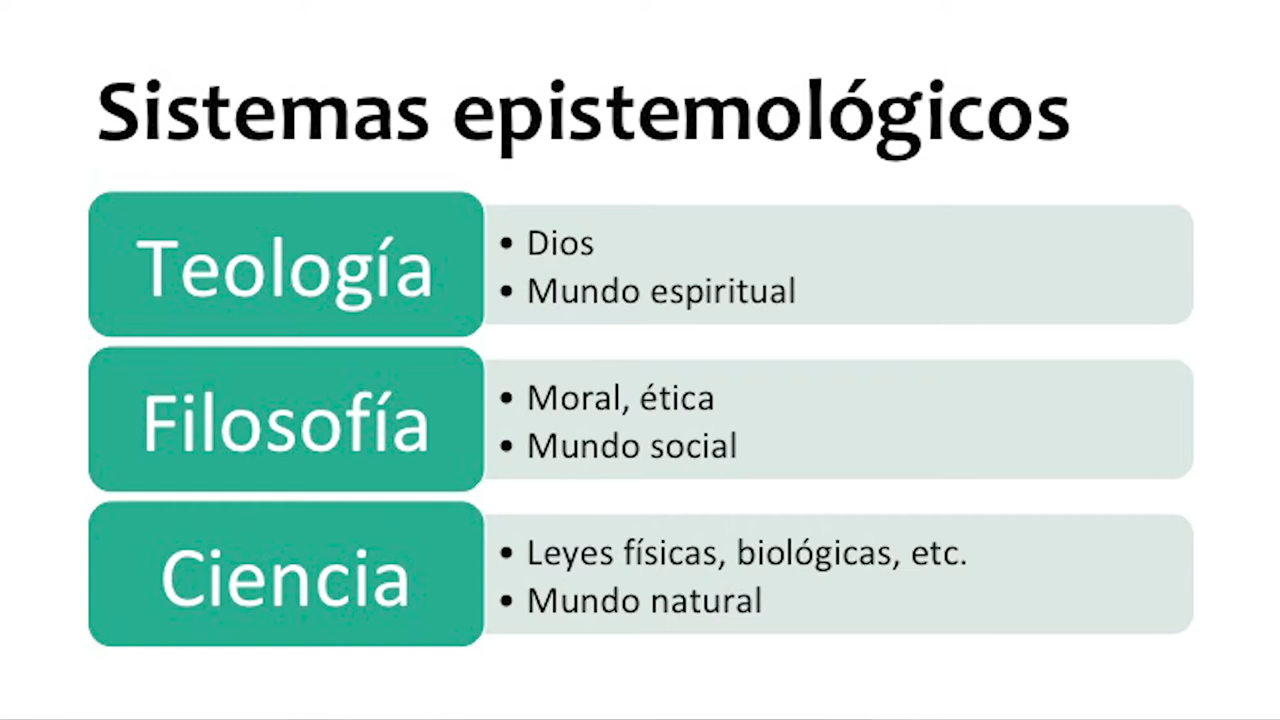 Sistemas epistemológicos
Teología
• Dios
• Mundo espiritual
Filosofía
• Moral, ética
• Mundo social
Ciencia
• Leyes físicas, biológicas, etc.
• Mundo natural